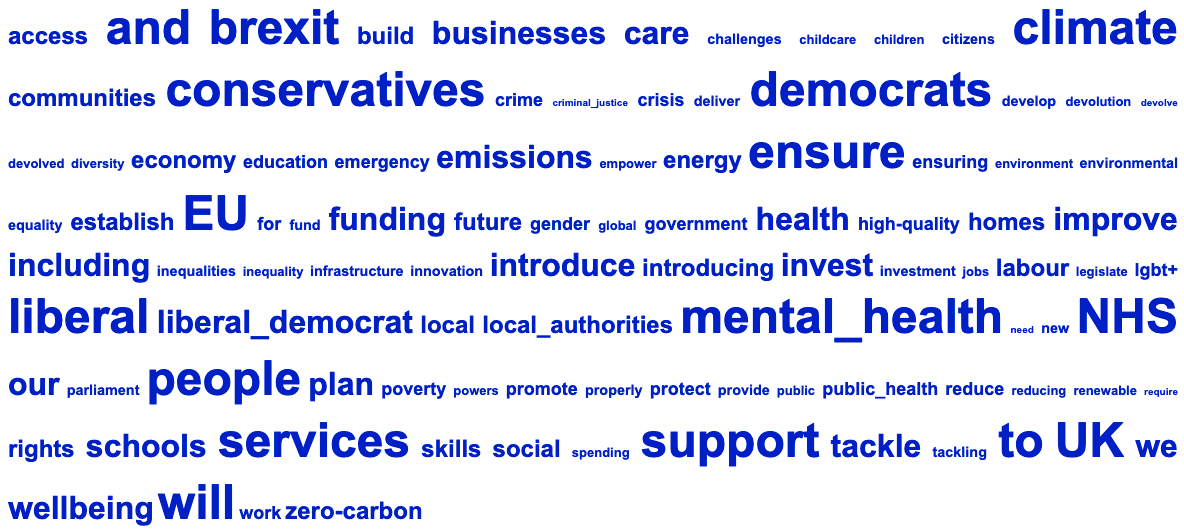 access and brexit build businesses care challenges childcare children citizens climate
communities conservatives crime criminal_justice crisis deliver democrats develop devolution devolve
devolved diversity economy education emergency emissions empower energy ensure ensuring environment environmental
equality establish EU for fund funding future gender global government health high-quality homes improve
including inequalities inequality infrastructure innovation introduce introducing invest investment jobs labour legislate lgbt+
liberal liberal_democrat local local_authorities mental_health need new NHS
our parliament people plan poverty powers promote properly protect provide public public_health reduce reducing renewable require
rights schools services skills social spending support tackle tackling to UK we
wellbeing will work zero-carbon